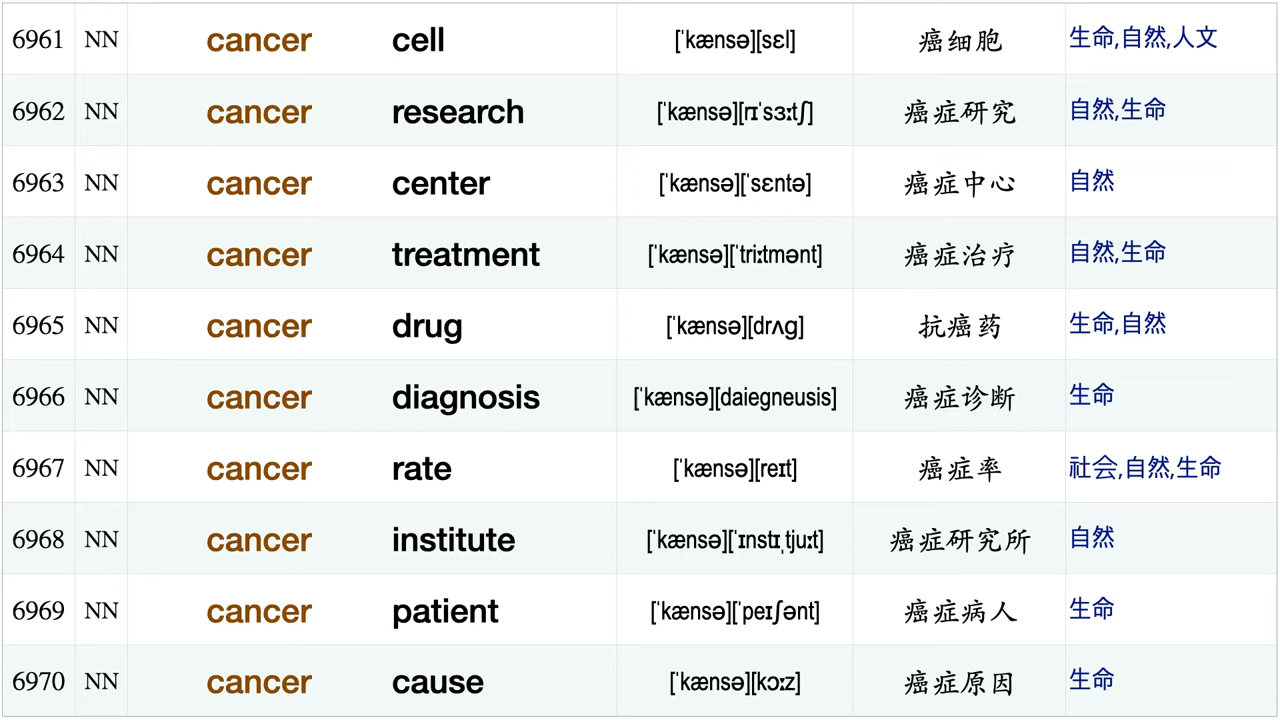 6961 NN cancer cell [ˈkænsə][sɛl] 癌细胞 生命,自然,人文
6962 NN cancer research [ˈkænsə][rɪˈsɜːtʃ] 癌症研究 自然,生命
6963 NN cancer center [ˈkænsə][ˈsɛntə] 癌症中心 自然
6964 NN cancer treatment [ˈkænsə][ˈtriːtmənt] 癌症治疗 自然,生命
6965 NN cancer drug [ˈkænsə][drʌg] 抗癌药 生命,自然
6966 NN cancer diagnosis [ˈkænsə][daiegneusis] 癌症诊断 生命
6967 NN cancer rate [ˈkænsə][reɪt] 癌症率 社会,自然,生命
6968 NN cancer institute [ˈkænsə][ˈɪnstɪˌtjuːt] 癌症研究所 自然
6969 NN cancer patient [ˈkænsə][ˈpeɪʃənt] 癌症病人 生命
6970 NN cancer cause [ˈkænsə][kɔːz] 癌症原因 生命